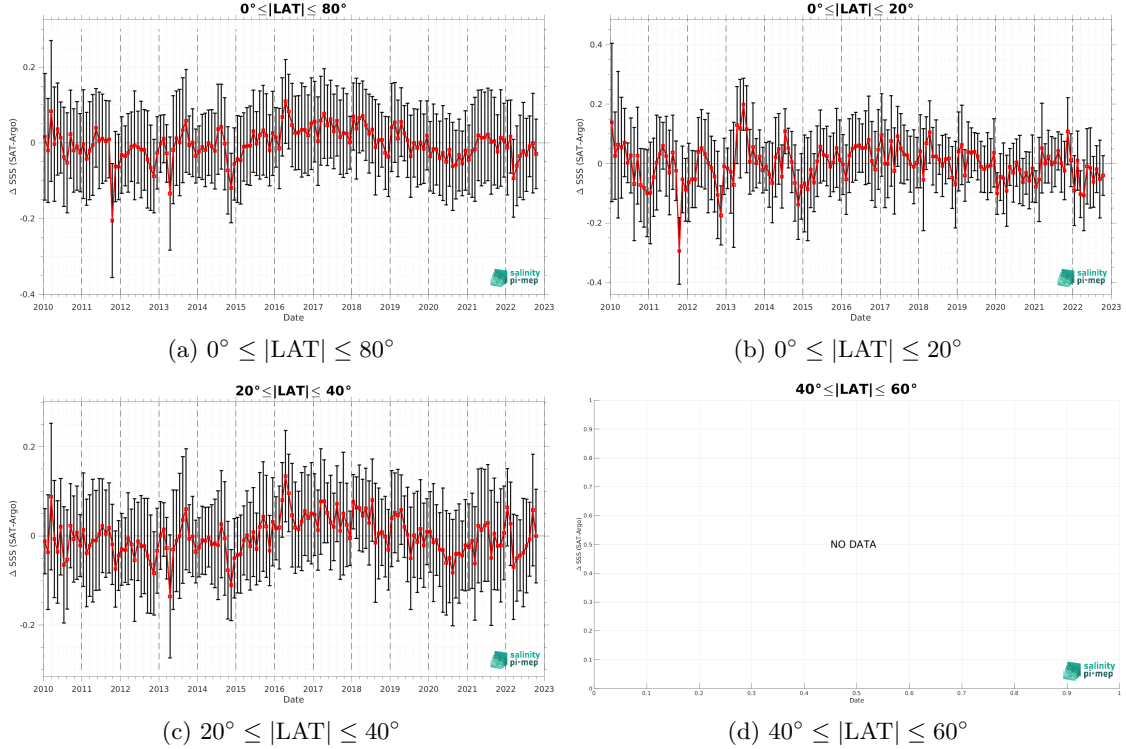 0°≤|LAT|≤ 80°
Δ SSS (SAT-Argo)
0.2
0
-0.2
-0.4
2010 2011 2012 2013 2014 2015 2016 2017 2018 2019 2020 2021 2022 2023
Date
salinity
pi-mep
(a) 0° ≤ |LAT| ≤ 80°
0°≤|LAT|≤ 20°
Δ SSS (SAT-Argo)
0.4
0.2
0
-0.2
-0.4
2010 2011 2012 2013 2014 2015 2016 2017 2018 2019 2020 2021 2022 2023
Date
salinity
pi-mep
(b) 0° ≤ |LAT| ≤ 20°
20°≤|LAT|≤ 40°
Δ SSS (SAT-Argo)
0.2
0
-0.2
2010 2011 2012 2013 2014 2015 2016 2017 2018 2019 2020 2021 2022 2023
Date
salinity
pi-mep
(c) 20° ≤ |LAT| ≤ 40°
40°≤|LAT|≤ 60°
Δ SSS (SAT-Argo)
1
0.9
0.8
0.7
0.6
0.5
0.4
0.3
0.2
0.1
0
NO DATA
0 0.1 0.2 0.3 0.4 0.5 0.6 0.7 0.8 0.9 1
Date
salinity
pi-mep
(d) 40° ≤ |LAT| ≤ 60°